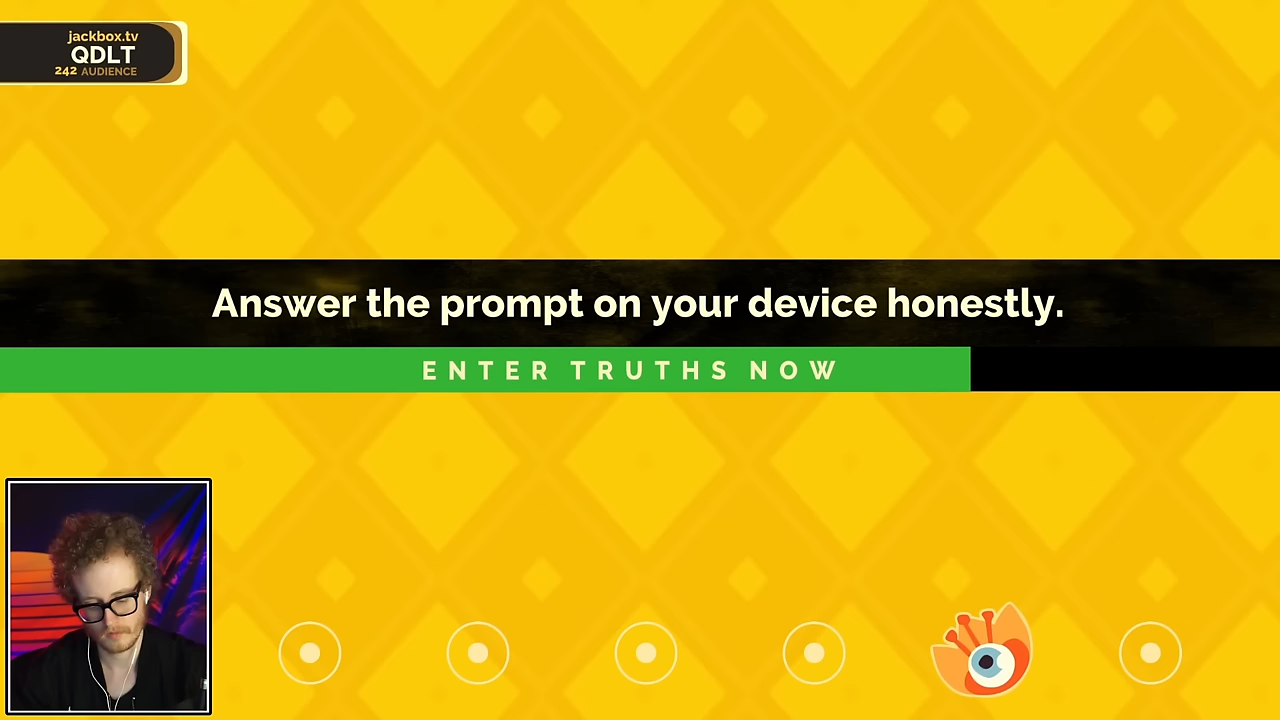 jackbox.tv
QDLT
242 AUDIENCE
Answer the prompt on your device honestly.
ENTER TRUTHS NOW